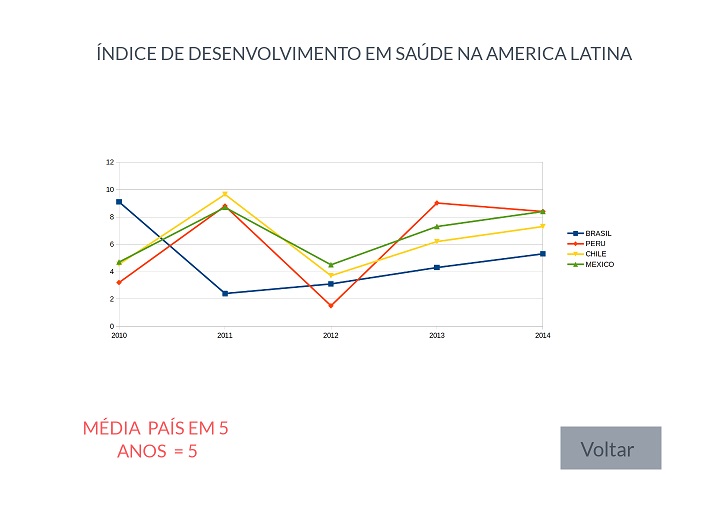 ÍNDICE DE DESENVOLVIMENTO EM SAÚDE NA AMERICA LATINA
12
10
8
6
4
2
0
2010 2011 2012 2013 2014
BRASIL
PERU
CHILE
MEXICO
MÉDIA PAÍS EM 5
ANOS = 5
Voltar